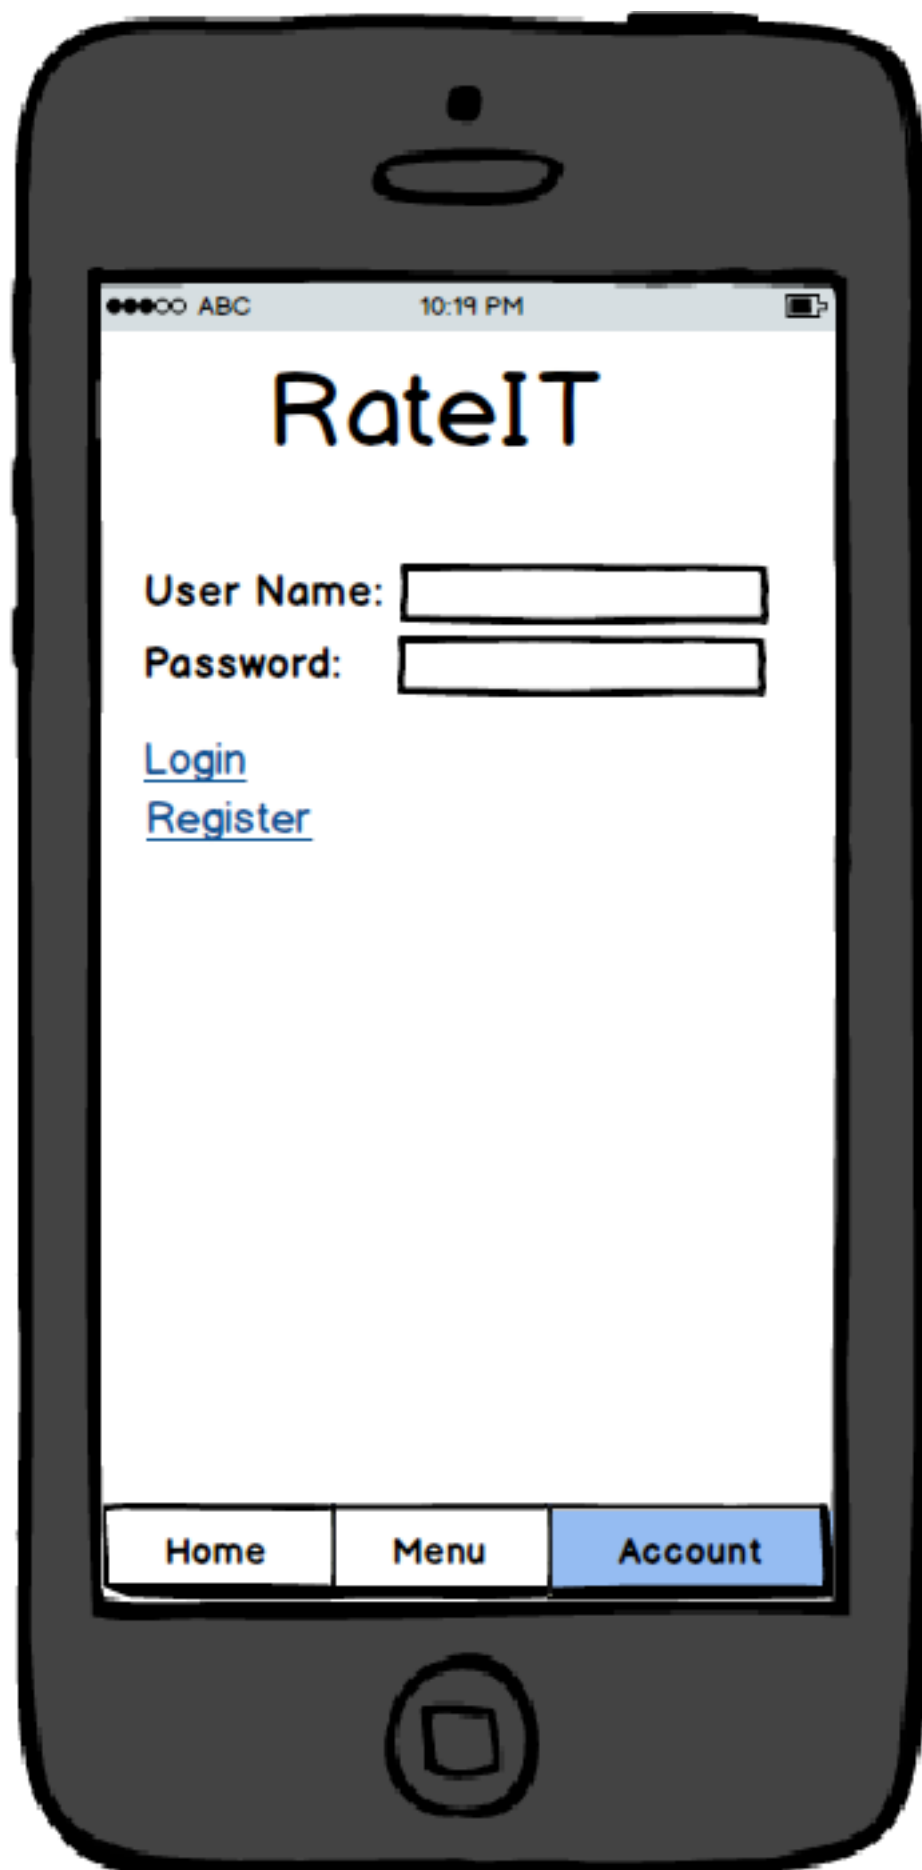 ABC 10:19 PM
RateIT
User Name:
Password:
Login
Register
Home Menu Account